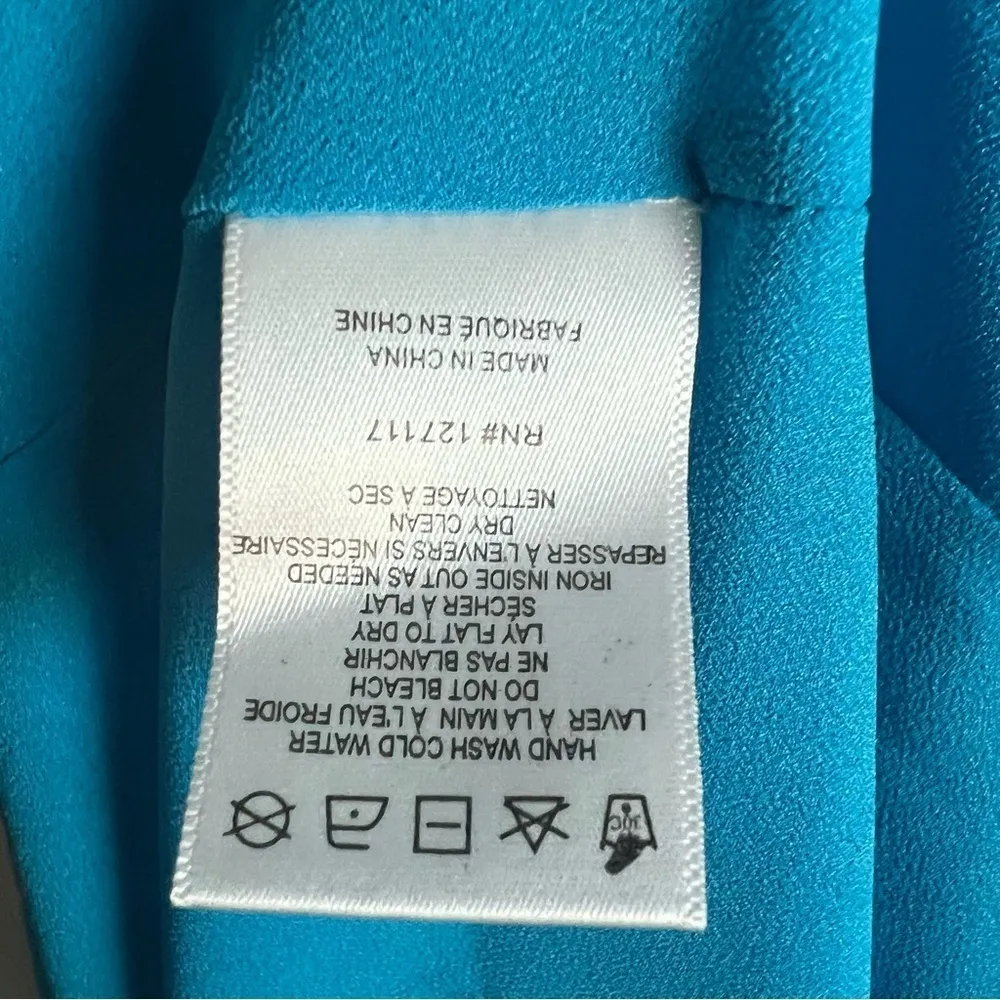 HAND WASH COLD WATER
LAVER À LA MAIN À L'EAU FROIDE
DO NOT BLEACH
NE PAS BLANCHIR
LAY FLAT TO DRY
SÉCHER À PLAT
IRON INSIDE OUT AS NEEDED
REPASSER À L'ENVERS SI NÉCESSAIRE
DRY CLEAN
NETTOYAGE A SEC
RN# 127117
MADE IN CHINA
FABRIQUÉ EN CHINE